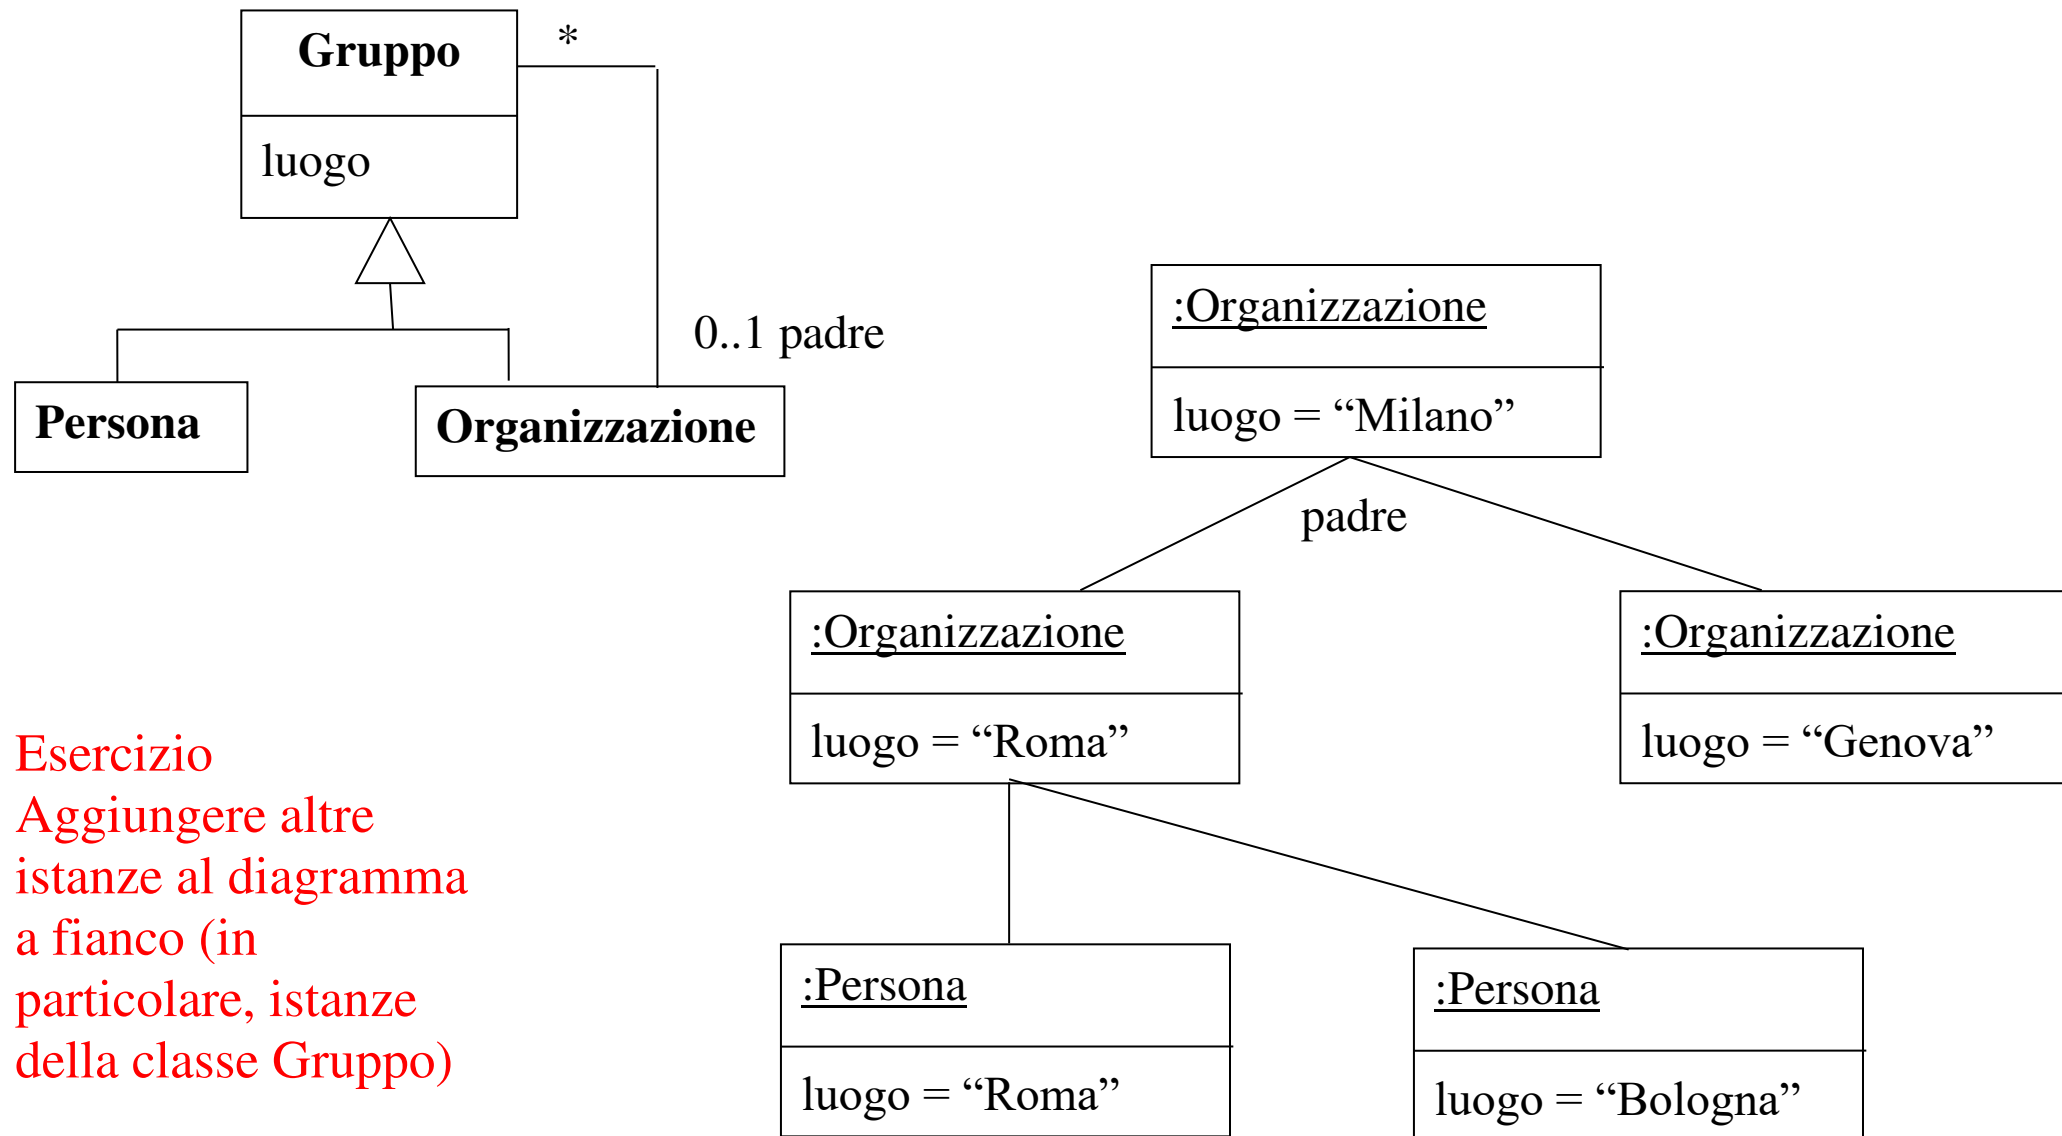 Gruppo
*
luogo
0..1 padre
Persona
Organizzazione
:Organizzazione
luogo = “Milano”
padre
:Organizzazione
luogo = “Roma”
:Organizzazione
luogo = “Genova”
:Persona
luogo = “Roma”
:Persona
luogo = “Bologna”
Esercizio
Aggiungere altre
istanze al diagramma
a fianco (in
particolare, istanze
della classe Gruppo)